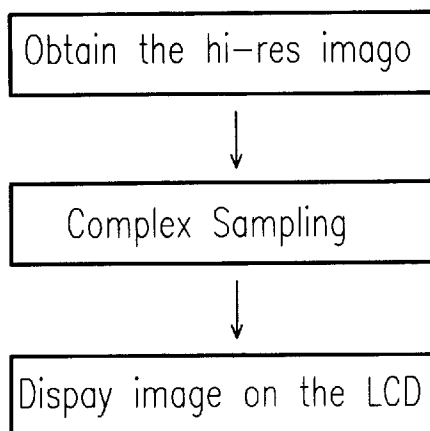 Obtain the hi-res imago
Complex Sampling
Dispay image on the LCD